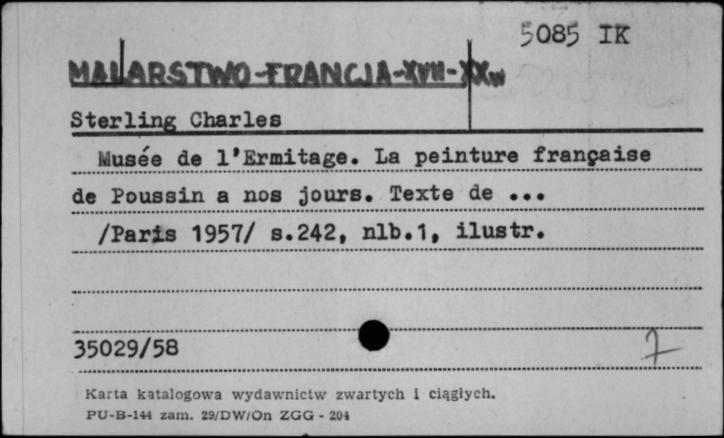 5085 IK
MALARSTWO-FRANCJA-XVII-XXw
Sterling Charles
Musée de l'Ermitage. La peinture française
de Poussin a nos jours. Texte de ...
/Paris 1957/ s.242, nlb.1, ilustr.
35029/58
7
Karta katalogowa wydawnictw zwartych i ciągłych.
PU-B-144 zam. 29/DW/On ZGG - 204